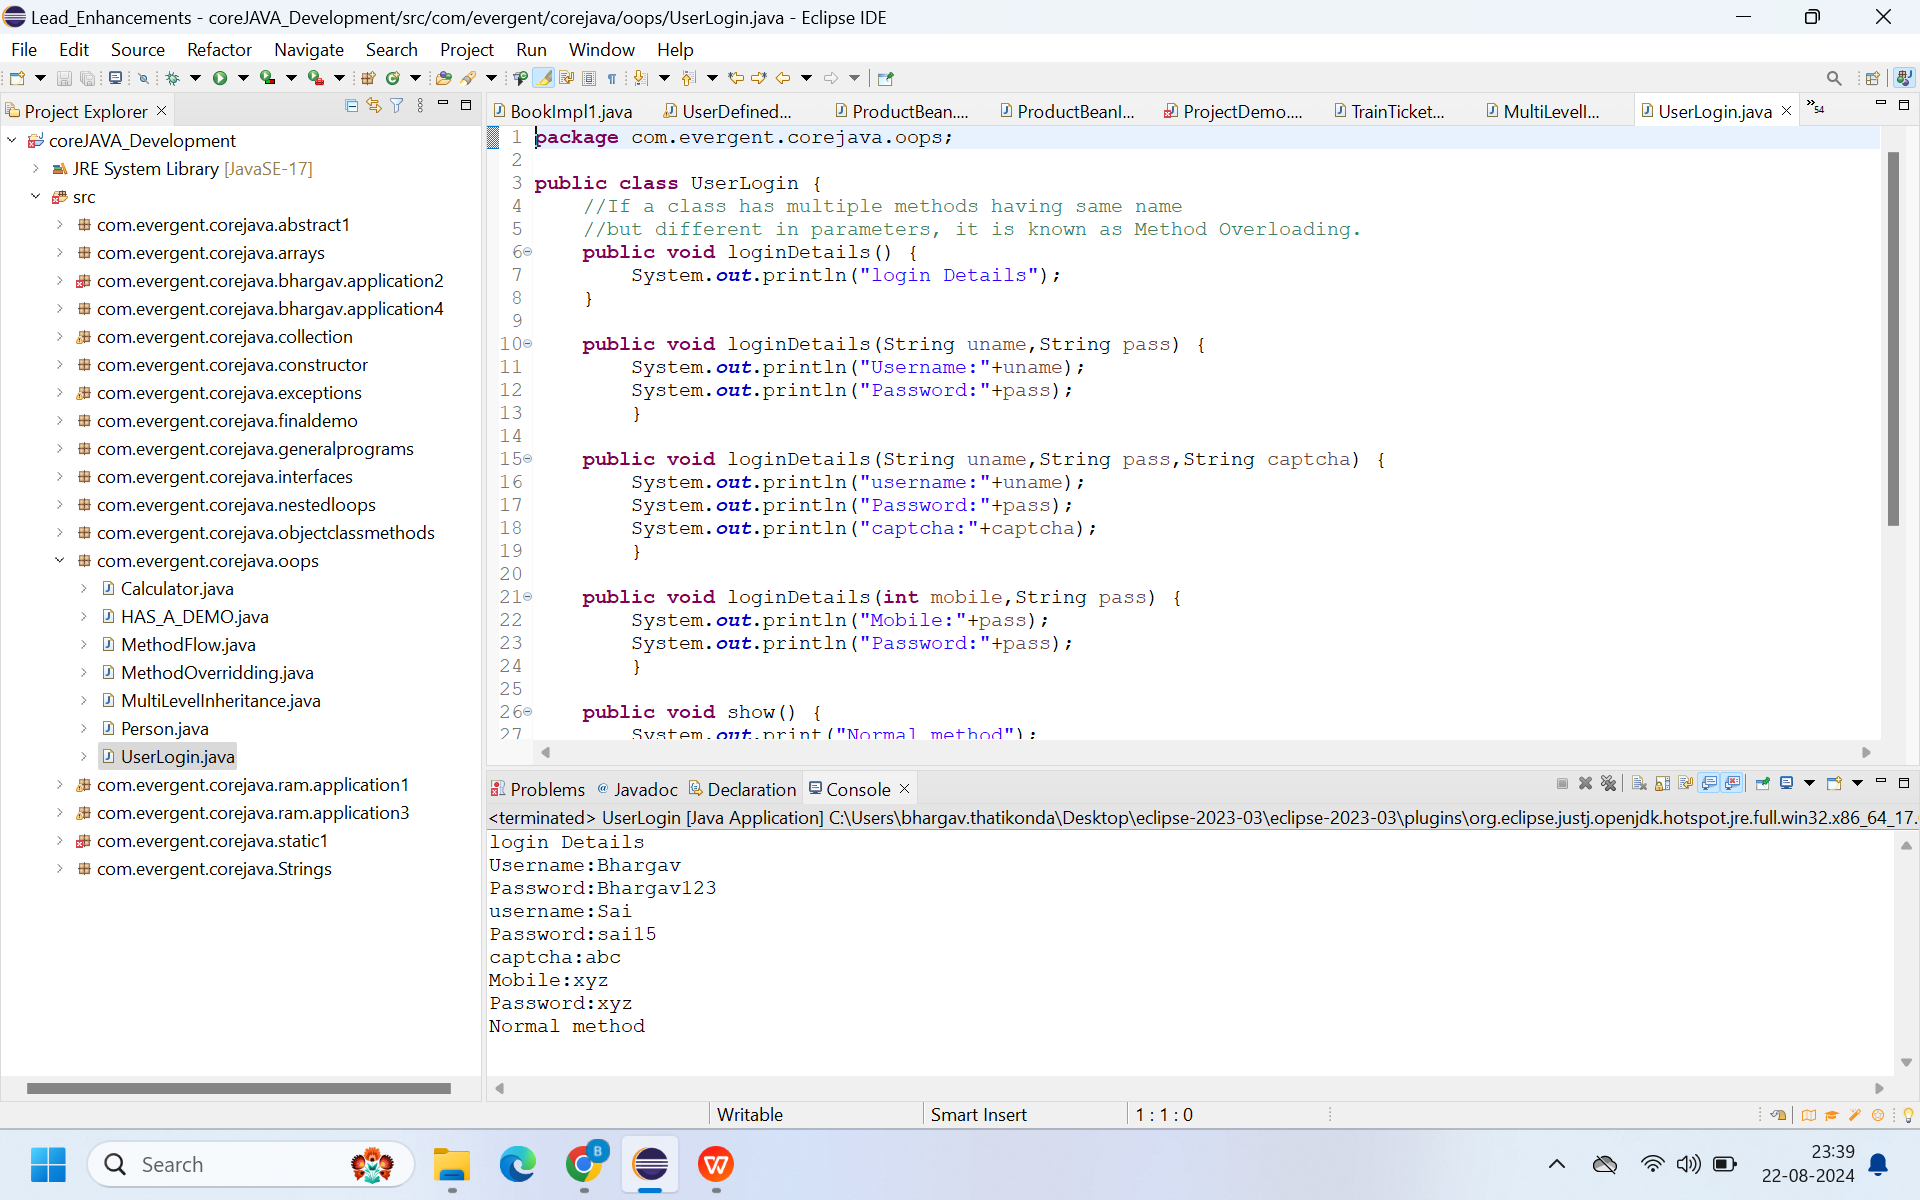 Lead_Enhancements - coreJAVA_Development/src/com/evergent/corejava/oops/UserLogin.java - Eclipse IDE
File Edit Source Refactor Navigate Search Project Run Window Help
Project Explorer
coreJAVA_Development
JRE System Library [JavaSE-17]
src
com.evergent.corejava.abstract1
com.evergent.corejava.arrays
com.evergent.corejava.bhargav.application2
com.evergent.corejava.bhargav.application4
com.evergent.corejava.collection
com.evergent.corejava.constructor
com.evergent.corejava.exceptions
com.evergent.corejava.finaldemo
com.evergent.corejava.generalprograms
com.evergent.corejava.interfaces
com.evergent.corejava.nestedloops
com.evergent.corejava.objectclassmethods
com.evergent.corejava.oops
Calculator.java
HAS_A_DEMO.java
MethodFlow.java
MethodOverridding.java
MultiLevelInheritance.java
Person.java
UserLogin.java
com.evergent.corejava.ram.application1
com.evergent.corejava.ram.application3
com.evergent.corejava.static1
com.evergent.corejava.Strings
BookImpl1.java UserDefined... ProductBean.... ProductBeanI... ProjectDemo.... TrainTicket... MultiLevelI... UserLogin.java »54
1 package com.evergent.corejava.oops;
2
3 public class UserLogin {
4 //If a class has multiple methods having same name
5 //but different in parameters, it is known as Method Overloading.
6 public void loginDetails() {
7 System.out.println("login Details");
8 }
9
10 public void loginDetails(String uname,String pass) {
11 System.out.println("Username:"+uname);
12 System.out.println("Password:"+pass);
13 }
14
15 public void loginDetails(String uname,String pass,String captcha) {
16 System.out.println("username:"+uname);
17 System.out.println("Password:"+pass);
18 System.out.println("captcha:"+captcha);
19 }
20
21 public void loginDetails(int mobile,String pass) {
22 System.out.println("Mobile:"+pass);
23 System.out.println("Password:"+pass);
24 }
25
26 public void show() {
27 System.out.print("Normal method");
Problems Javadoc Declaration Console
<terminated> UserLogin [Java Application] C:\Users\bhargav.thatikonda\Desktop\eclipse-2023-03\eclipse-2023-03\plugins\org.eclipse.justj.openjdk.hotspot.jre.full.win32.x86_64_17.
login Details
Username:Bhargav
Password:Bhargav123
username:Sai
Password:sai15
captcha:abc
Mobile:xyz
Password:xyz
Normal method
Writable Smart Insert 1 : 1 : 0
Search
B
W
23:39
22-08-2024